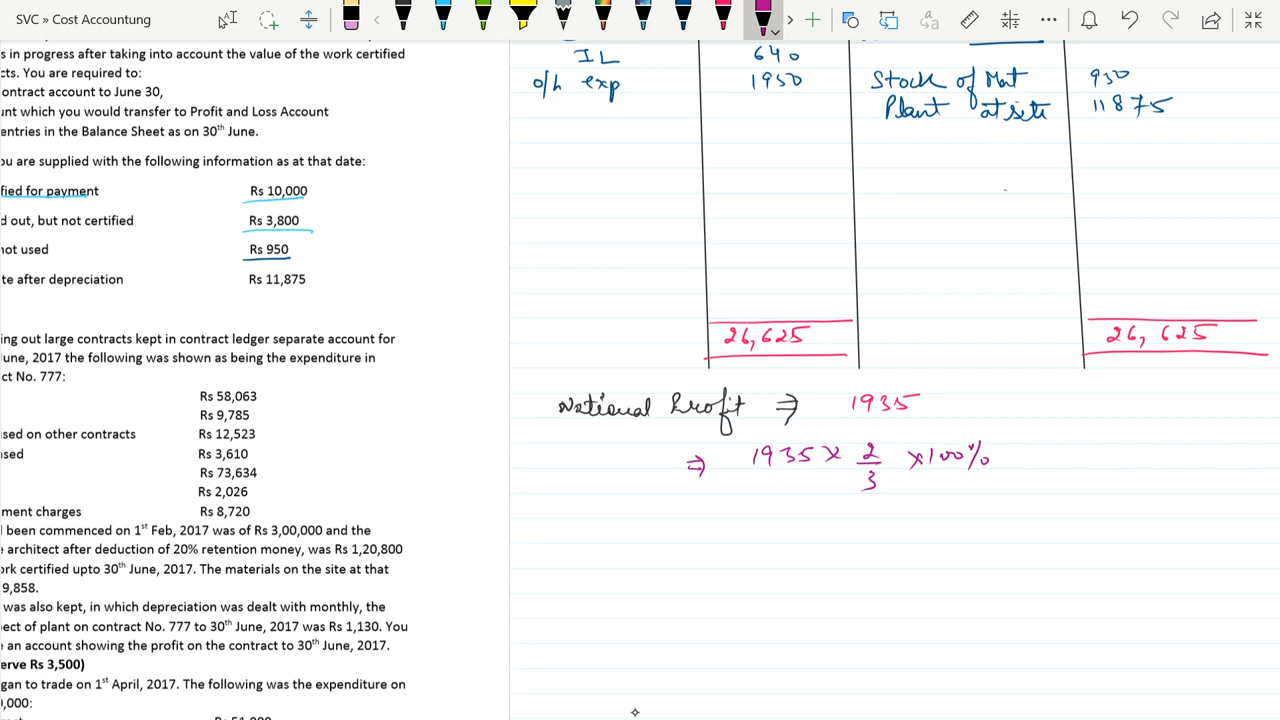 SVC » Cost Accountung
s in progress after taking into account the value of the work certified
cts. You are required to:
ontract account to June 30,
unt which you would transfer to Profit and Loss Account
entries in the Balance Sheet as on 30th June.
ou are supplied with the following information as at that date:
fied for payment Rs 10,000
d out, but not certified Rs 3,800
not used Rs 950
te after depreciation Rs 11,875
ing out large contracts kept in contract ledger separate account for
une, 2017 the following was shown as being the expenditure in
ct No. 777:
Rs 58,063
Rs 9,785
sed on other contracts Rs 12,523
sed Rs 3,610
Rs 73,634
Rs 2,026
ment charges Rs 8,720
been commenced on 1st Feb, 2017 was of Rs 3,00,000 and the
architect after deduction of 20% retention money, was Rs 1,20,800
ork certified upto 30th June, 2017. The materials on the site at that
9,858.
was also kept, in which depreciation was dealt with monthly, the
ect of plant on contract No. 777 to 30th June, 2017 was Rs 1,130. You
e an account showing the profit on the contract to 30th June, 2017.
erve Rs 3,500)
gan to trade on 1st April, 2017. The following was the expenditure on
,000:
IL 640
o/h exp 1950 Stock of Mat 950
Plant at site 11875
26,625 26,625
National Profit ⇒ 1935
⇒ 1935 × 2/3 × 100%